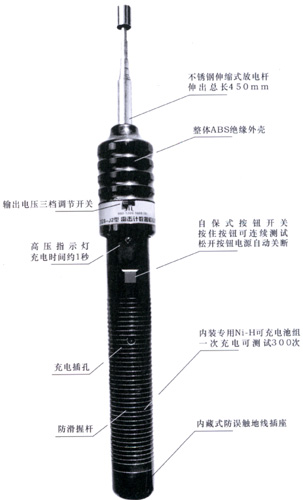 不锈钢伸缩式放电杆
伸出总长450mm
整体ABS绝缘外壳
输出电压三档调节开关
自保式按钮开关
按住按钮可连续测试
松开按钮电源自动关断
高压指示灯
充电时间约1秒
内装专用Ni-H可充电池组
一次充电可测试300次
充电插孔
防滑握杆
内藏式防误触地线插座